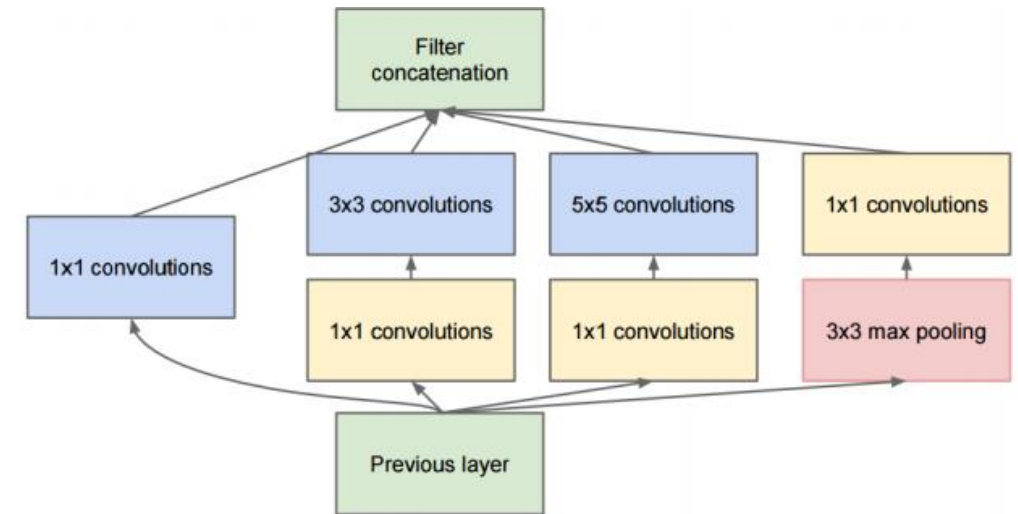 Filter
concatenation
3x3 convolutions
5x5 convolutions
1x1 convolutions
1x1 convolutions
1x1 convolutions
1x1 convolutions
3x3 max pooling
Previous layer